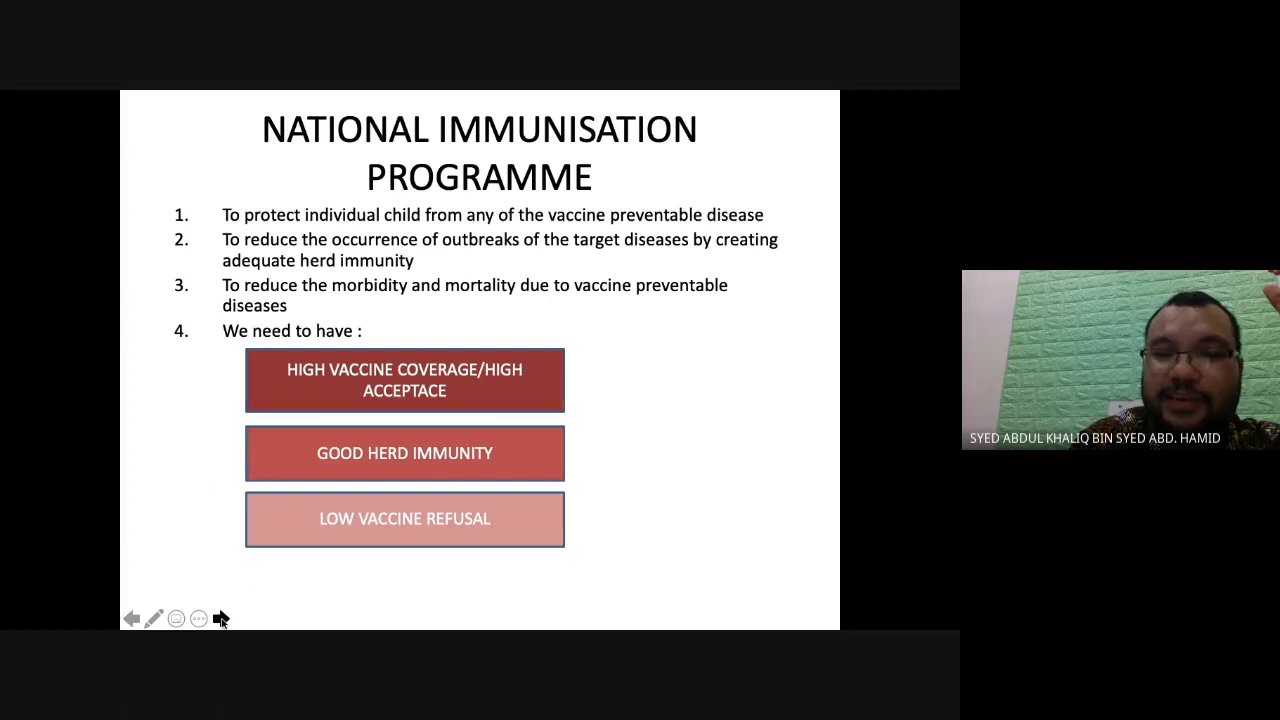 NATIONAL IMMUNISATION
PROGRAMME
1. To protect individual child from any of the vaccine preventable disease
2. To reduce the occurrence of outbreaks of the target diseases by creating
adequate herd immunity
3. To reduce the morbidity and mortality due to vaccine preventable
diseases
4. We need to have :
HIGH VACCINE COVERAGE/HIGH
ACCEPTACE
GOOD HERD IMMUNITY
LOW VACCINE REFUSAL
SYED ABDUL KHALIQ BIN SYED ABD. HAMID